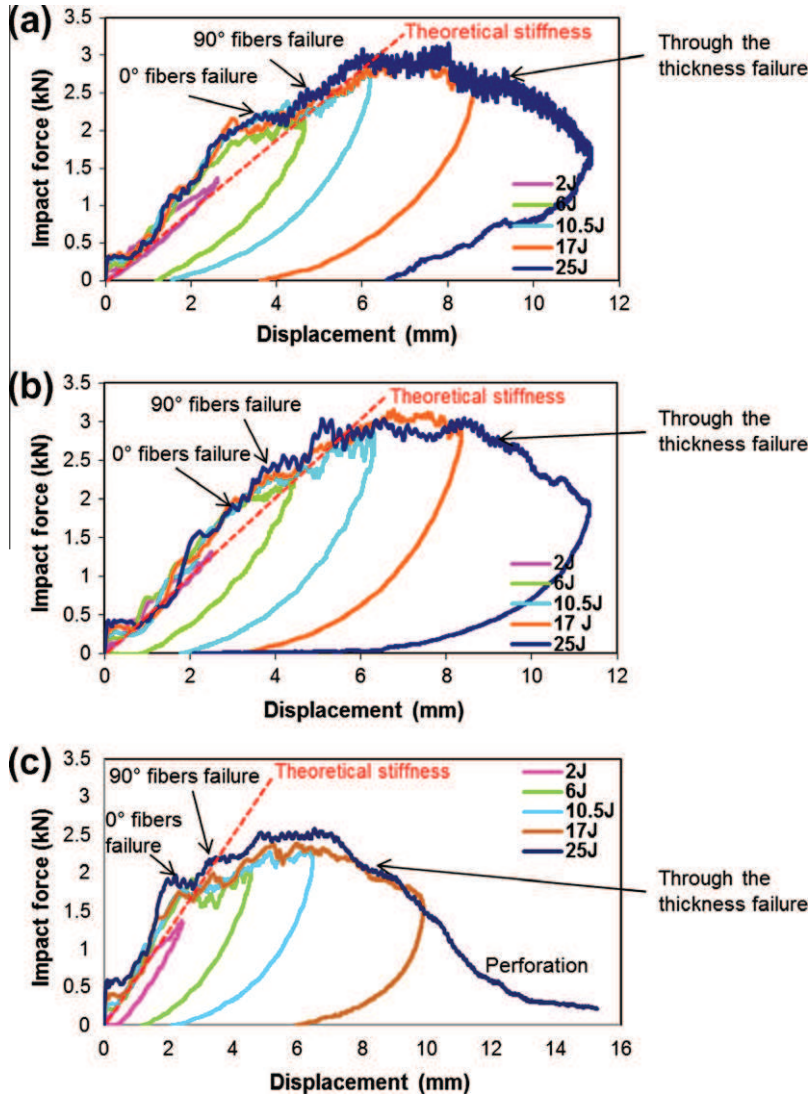 (a)
3.5
3
2.5
2
1.5
1
0.5
0
Impact force (kN)
90° fibers failure
0° fibers failure
Theoretical stiffness
Through the
thickness failure
2J
6J
10.5J
17J
25J
0 2 4 6 8 10 12
Displacement (mm)
(b)
3.5
3
2.5
2
1.5
1
0.5
0
Impact force (kN)
90° fibers failure
0° fibers failure
Theoretical stiffness
Through the
thickness failure
2J
6J
10.5J
17 J
25J
0 2 4 6 8 10 12
Displacement (mm)
(c)
3.5
3
2.5
2
1.5
1
0.5
0
Impact force (kN)
90° fibers failure
0° fibers
failure
Theoretical stiffness
2J
6J
10.5J
17J
25J
Through the
thickness failure
Perforation
0 2 4 6 8 10 12 14 16
Displacement (mm)